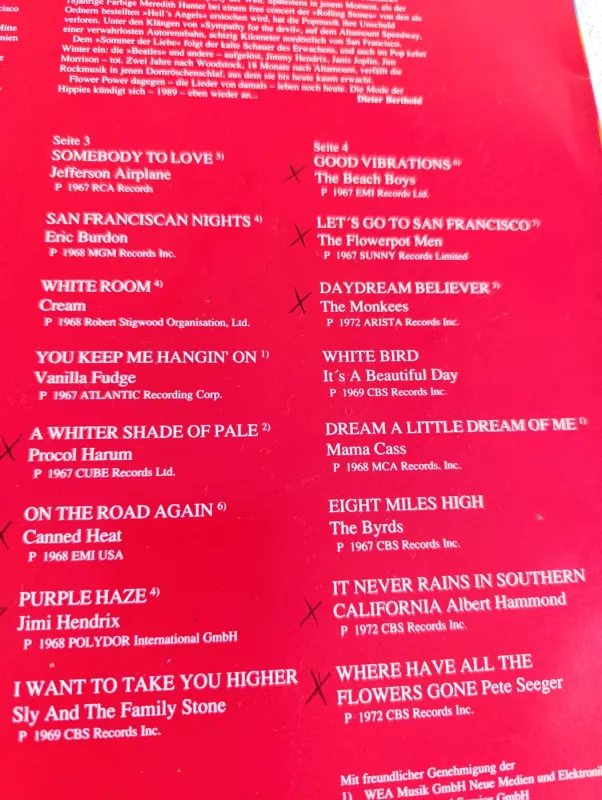 isco
Mitte
nien
e
19jährige Farbige Meredith Hunter bei einem free concert der »Rolling Stones« von den als
Ordnern bestellten »Hell's Angels« erstochen wird, hat die Popmusik ihre Unschuld
verloren. Unter den Klängen von »Sympathy for the devil«, auf dem Altamount Speedway,
einer verwahrlosten Autorennbahn, achtzig Kilometer nordöstlich von San Francisco.
Dem »Sommer der Liebe« folgt der kalte Schauer des Erwachens, und auch im Pop kehrt
Winter ein: die »Beatles« und andere – aufgelöst, Jimmy Hendrix, Janis Joplin, Jim
Morrison – tot. Zwei Jahre nach Woodstock, 18 Monate nach Altamount, verfällt die
Rockmusik in jenen Dornröschenschlaf, aus dem sie bis heute kaum erwacht.
Flower Power dagegen – die Lieder von damals – leben noch heute. Die Mode der
Hippies kündigt sich – 1989 – eben wieder an...
Dieter Berthold
Seite 3
SOMEBODY TO LOVE 5)
Jefferson Airplane
P 1967 RCA Records
SAN FRANCISCAN NIGHTS 4)
Eric Burdon
P 1968 MGM Records Inc.
WHITE ROOM 4)
Cream
P 1968 Robert Stigwood Organisation, Ltd.
YOU KEEP ME HANGIN' ON 1)
Vanilla Fudge
P 1967 ATLANTIC Recording Corp.
A WHITER SHADE OF PALE 2)
Procol Harum
P 1967 CUBE Records Ltd.
ON THE ROAD AGAIN 6)
Canned Heat
P 1968 EMI USA
PURPLE HAZE 4)
Jimi Hendrix
P 1968 POLYDOR International GmbH
I WANT TO TAKE YOU HIGHER
Sly And The Family Stone
P 1969 CBS Records Inc.
Seite 4
GOOD VIBRATIONS 6)
The Beach Boys
P 1967 EMI Records Ltd.
LET´S GO TO SAN FRANCISCO 7)
The Flowerpot Men
P 1967 SUNNY Records Limited
DAYDREAM BELIEVER 3)
The Monkees
P 1972 ARISTA Records Inc.
WHITE BIRD
It´s A Beautiful Day
P 1969 CBS Records Inc.
DREAM A LITTLE DREAM OF ME 1)
Mama Cass
P 1968 MCA Records. Inc.
EIGHT MILES HIGH
The Byrds
P 1967 CBS Records Inc.
IT NEVER RAINS IN SOUTHERN
CALIFORNIA Albert Hammond
P 1972 CBS Records Inc.
WHERE HAVE ALL THE
FLOWERS GONE Pete Seeger
P 1972 CBS Records Inc.
Mit freundlicher Genehmigung der
1) WEA Musik GmbH Neue Medien und Elektroni
GmbH